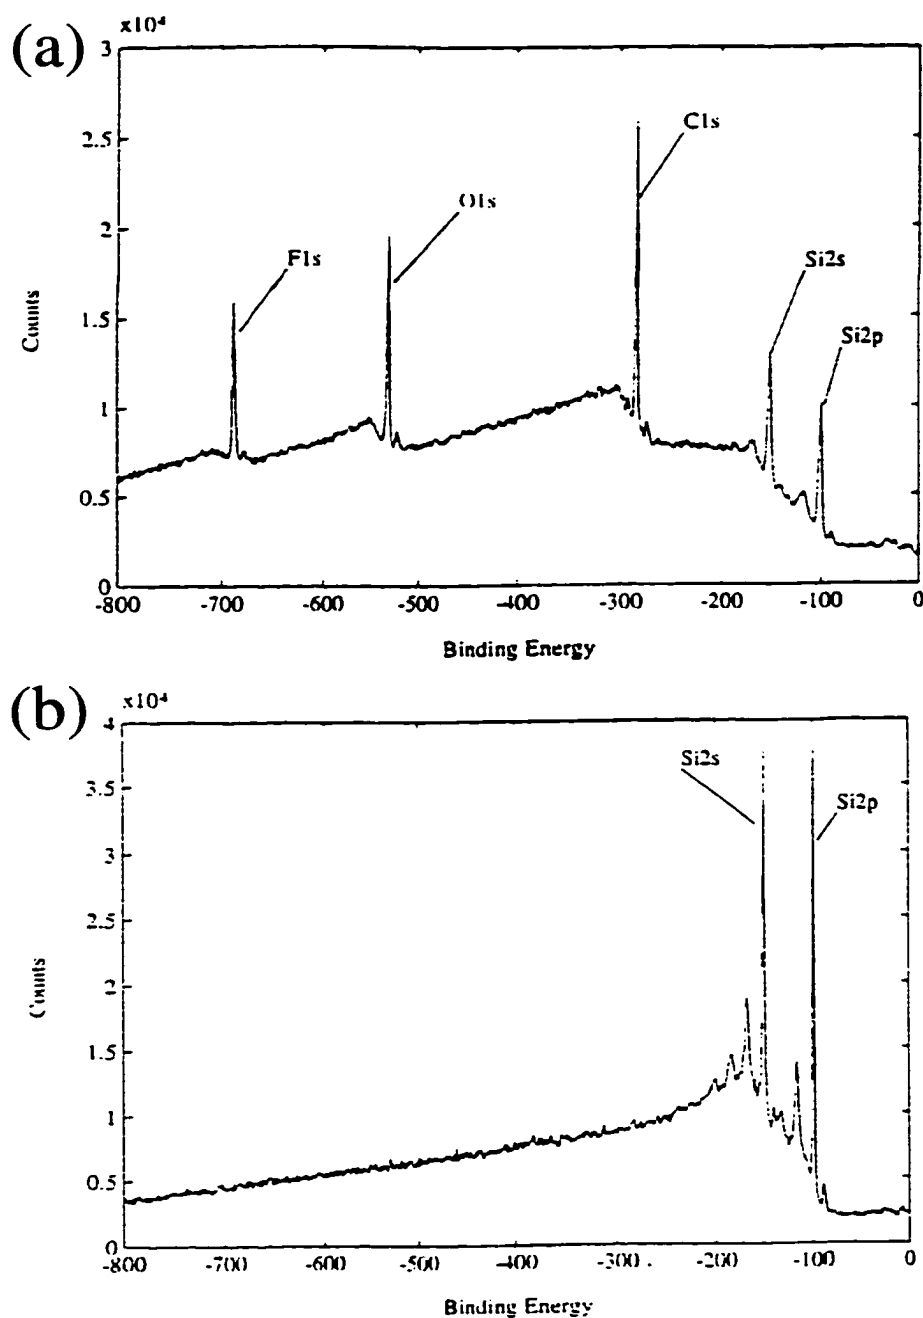 (a)
x10⁴
3
2.5
2
1.5
1
0.5
0
Counts
F1s
O1s
C1s
Si2s
Si2p
-800 -700 -600 -500 -400 -300 -200 -100 0
Binding Energy
(b)
x10⁴
4
3.5
3
2.5
2
1.5
1
0.5
0
Counts
Si2s
Si2p
-800 -700 -600 -500 -400 -300 -200 -100 0
Binding Energy